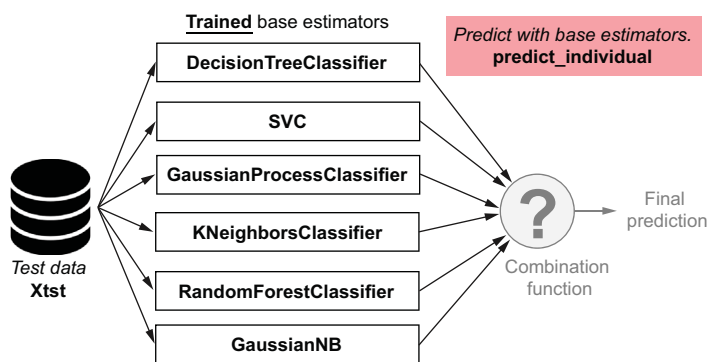 Trained base estimators
Predict with base estimators.
predict_individual
DecisionTreeClassifier
SVC
GaussianProcessClassifier
KNeighborsClassifier
RandomForestClassifier
GaussianNB
Test data
Xtst
?
Combination
function
Final
prediction